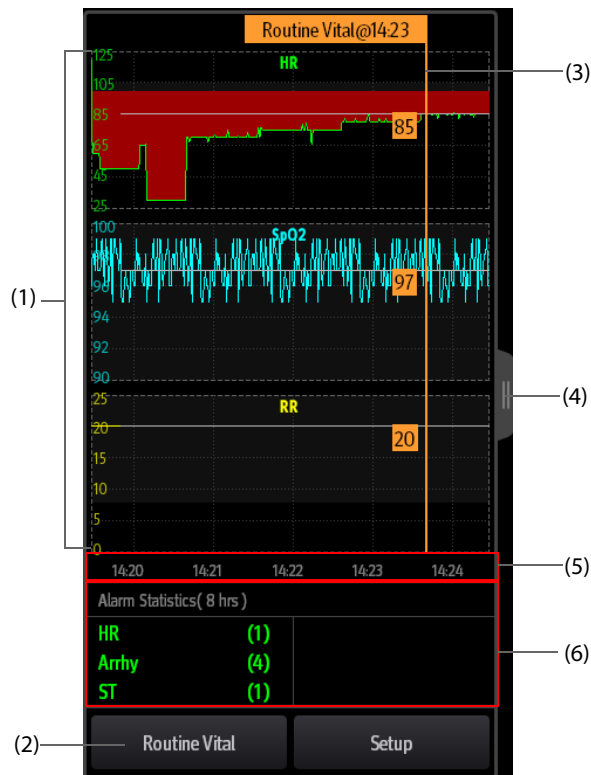 Routine Vital@14:23
HR
125
105
85
65
45
25
85
(1)
(3)
SpO2
100
98
96
94
92
90
97
(4)
RR
25
20
15
10
5
0
20
14:20 14:21 14:22 14:23 14:24
(5)
Alarm Statistics( 8 hrs )
HR (1)
Arrhy (4)
ST (1)
(6)
(2)
Routine Vital Setup